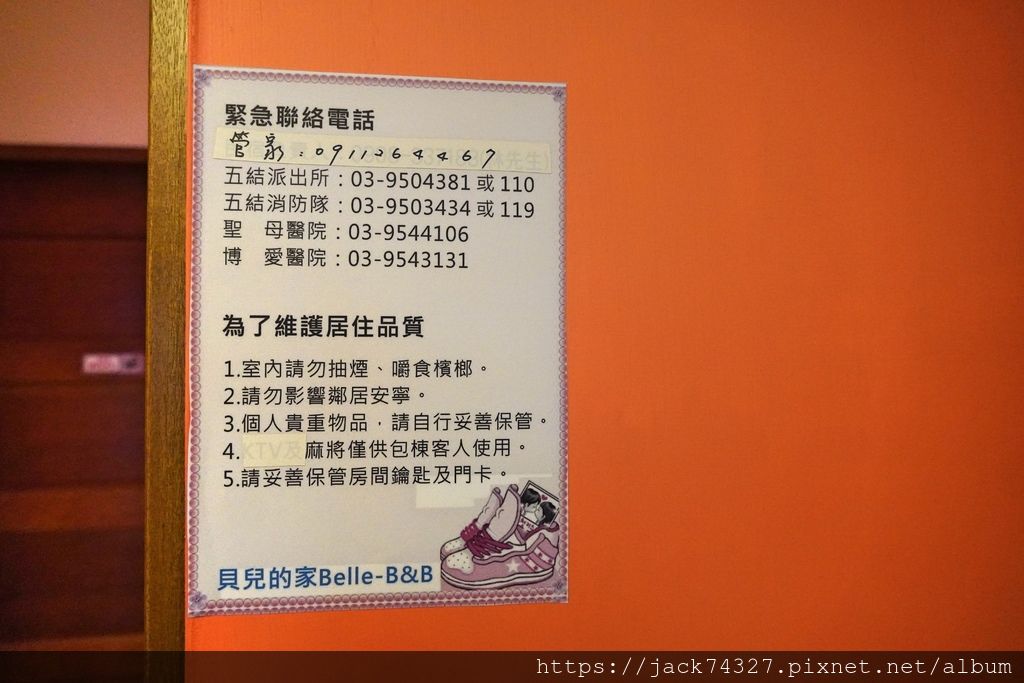 緊急聯絡電話
管家:0911264467
五結派出所：03-9504381 或 110
五結消防隊：03-9503434 或 119
聖　母醫院：03-9544106
博　愛醫院：03-9543131
為了維護居住品質
1.室內請勿抽煙、嚼食檳榔。
2.請勿影響鄰居安寧。
3.個人貴重物品，請自行妥善保管。
4.KTV及麻將僅供包棟客人使用。
5.請妥善保管房間鑰匙及門卡。
貝兒的家Belle-B&B
https://jack74327.pixnet.net/album